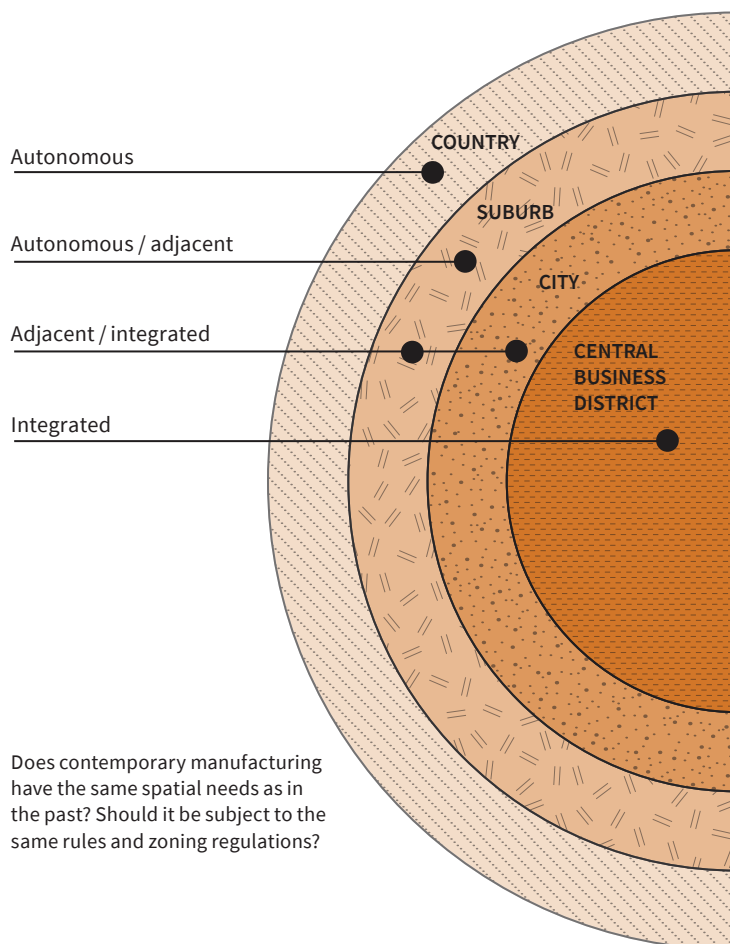 COUNTRY
Autonomous
SUBURB
Autonomous / adjacent
CITY
Adjacent / integrated
CENTRAL
BUSINESS
DISTRICT
Integrated
Does contemporary manufacturing
have the same spatial needs as in
the past? Should it be subject to the
same rules and zoning regulations?